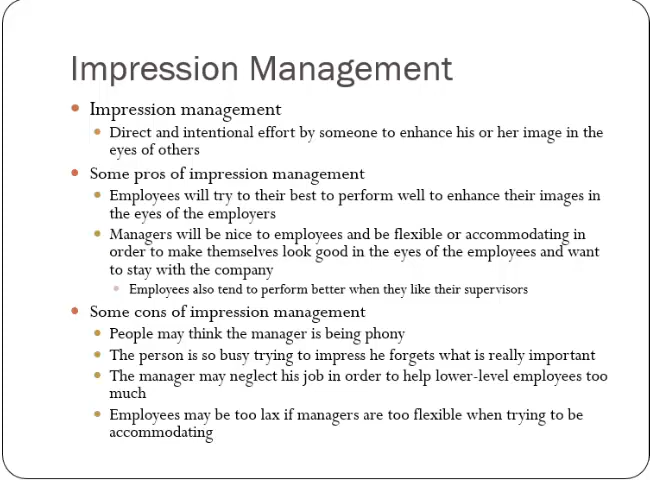 Impression Management
Impression management
Direct and intentional effort by someone to enhance his or her image in the
eyes of others
Some pros of impression management
Employees will try to their best to perform well to enhance their images in
the eyes of the employers
Managers will be nice to employees and be flexible or accommodating in
order to make themselves look good in the eyes of the employees and want
to stay with the company
Employees also tend to perform better when they like their supervisors
Some cons of impression management
People may think the manager is being phony
The person is so busy trying to impress he forgets what is really important
The manager may neglect his job in order to help lower-level employees too
much
Employees may be too lax if managers are too flexible when trying to be
accommodating